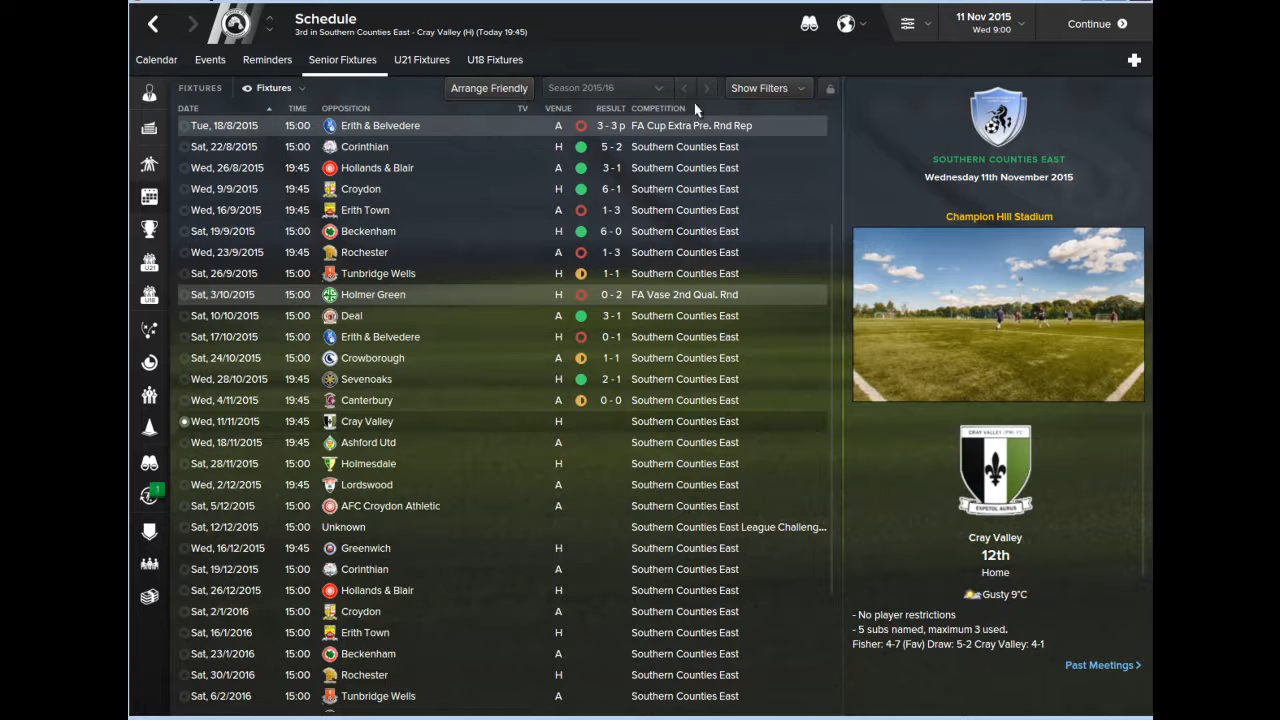 Schedule
3rd in Southern Counties East - Cray Valley (H) (Today 19:45)
11 Nov 2015
Wed 9:00
Continue
Calendar Events Reminders Senior Fixtures U21 Fixtures U18 Fixtures
FIXTURES Fixtures Arrange Friendly Season 2015/16 Show Filters
DATE TIME OPPOSITION TV VENUE RESULT COMPETITION
Tue, 18/8/2015 15:00 Erith & Belvedere A 3 - 3 p FA Cup Extra Pre. Rnd Rep
Sat, 22/8/2015 15:00 Corinthian H 5 - 2 Southern Counties East
Wed, 26/8/2015 19:45 Hollands & Blair A 3 - 1 Southern Counties East
Wed, 9/9/2015 19:45 Croydon H 6 - 1 Southern Counties East
Wed, 16/9/2015 19:45 Erith Town A 1 - 3 Southern Counties East
Sat, 19/9/2015 15:00 Beckenham H 6 - 0 Southern Counties East
Wed, 23/9/2015 19:45 Rochester A 1 - 3 Southern Counties East
Sat, 26/9/2015 15:00 Tunbridge Wells H 1 - 1 Southern Counties East
Sat, 3/10/2015 15:00 Holmer Green H 0 - 2 FA Vase 2nd Qual. Rnd
Sat, 10/10/2015 15:00 Deal A 3 - 1 Southern Counties East
Sat, 17/10/2015 15:00 Erith & Belvedere H 0 - 1 Southern Counties East
Sat, 24/10/2015 15:00 Crowborough A 1 - 1 Southern Counties East
Wed, 28/10/2015 19:45 Sevenoaks H 2 - 1 Southern Counties East
Wed, 4/11/2015 19:45 Canterbury A 0 - 0 Southern Counties East
Wed, 11/11/2015 19:45 Cray Valley H Southern Counties East
Wed, 18/11/2015 19:45 Ashford Utd A Southern Counties East
Sat, 28/11/2015 15:00 Holmesdale H Southern Counties East
Wed, 2/12/2015 19:45 Lordswood A Southern Counties East
Sat, 5/12/2015 15:00 AFC Croydon Athletic A Southern Counties East
Sat, 12/12/2015 15:00 Unknown Southern Counties East League Challeng...
Wed, 16/12/2015 19:45 Greenwich H Southern Counties East
Sat, 19/12/2015 15:00 Corinthian A Southern Counties East
Sat, 26/12/2015 15:00 Hollands & Blair H Southern Counties East
Sat, 2/1/2016 15:00 Croydon A Southern Counties East
Sat, 16/1/2016 15:00 Erith Town H Southern Counties East
Sat, 23/1/2016 15:00 Beckenham A Southern Counties East
Sat, 30/1/2016 15:00 Rochester H Southern Counties East
Sat, 6/2/2016 15:00 Tunbridge Wells A Southern Counties East
U21
U18
1
SOUTHERN COUNTIES EAST
Wednesday 11th November 2015
Champion Hill Stadium
CRAY VALLEY (PM) FC
EXPETOL AURUS
Cray Valley
12th
Home
Gusty 9°C
- No player restrictions
- 5 subs named, maximum 3 used.
Fisher: 4-7 (Fav) Draw: 5-2 Cray Valley: 4-1
Past Meetings >